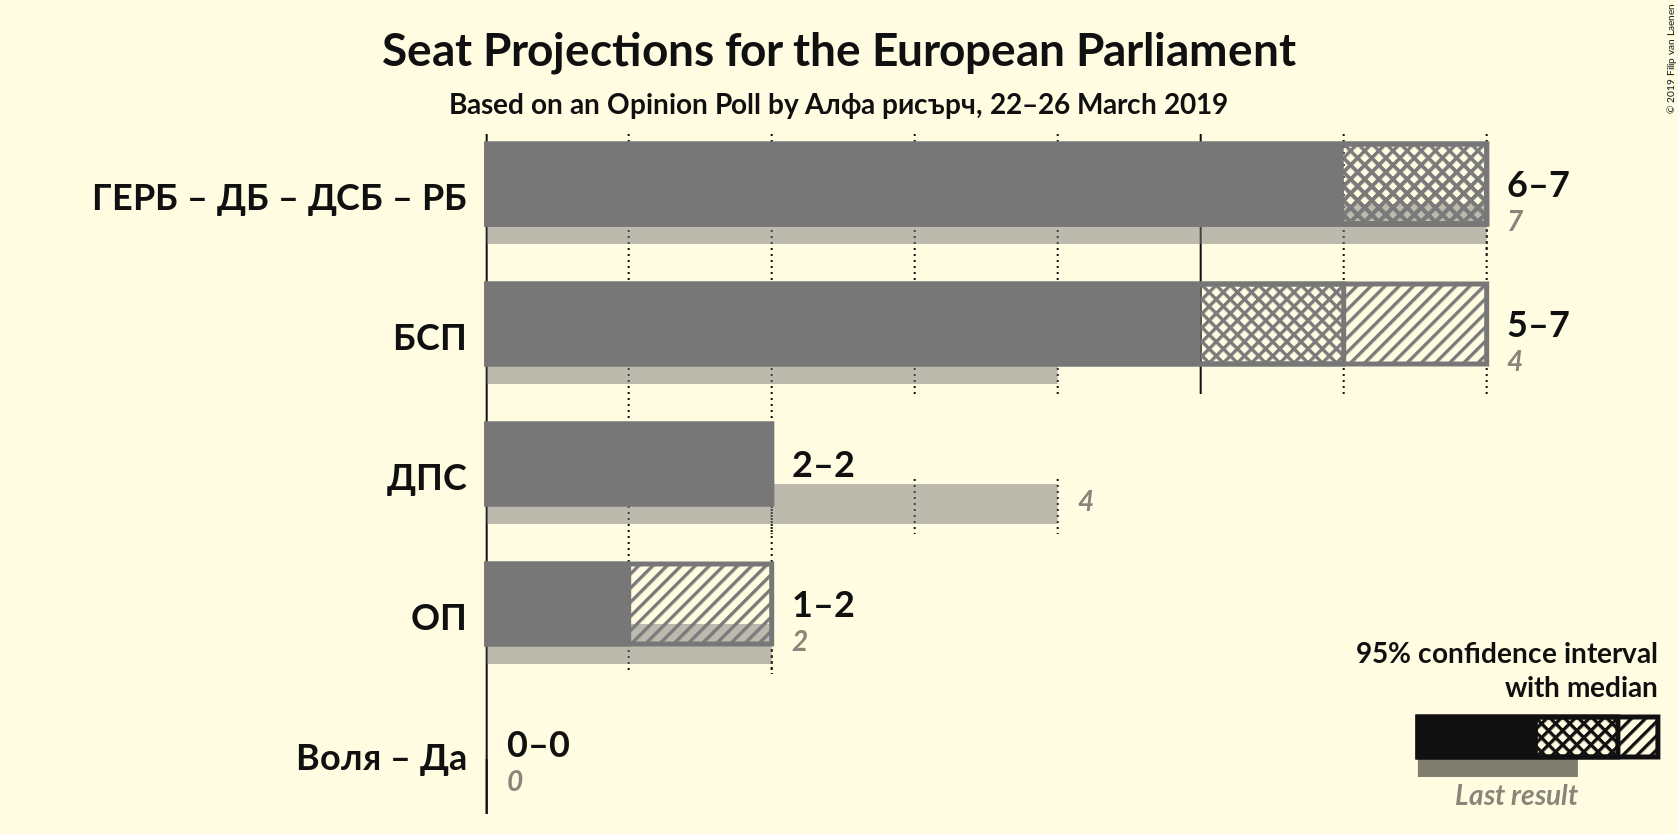 Seat Projections for the European Parliament
Based on an Opinion Poll by Алфа рисърч, 22–26 March 2019
© 2019 Filip van Laenen
ГЕРБ – ДБ – ДСБ – РБ
6–7
7
БСП
5–7
4
ДПС
2–2
4
ОП
1–2
2
Воля – Да
0–0
0
95% confidence interval
with median
Last result